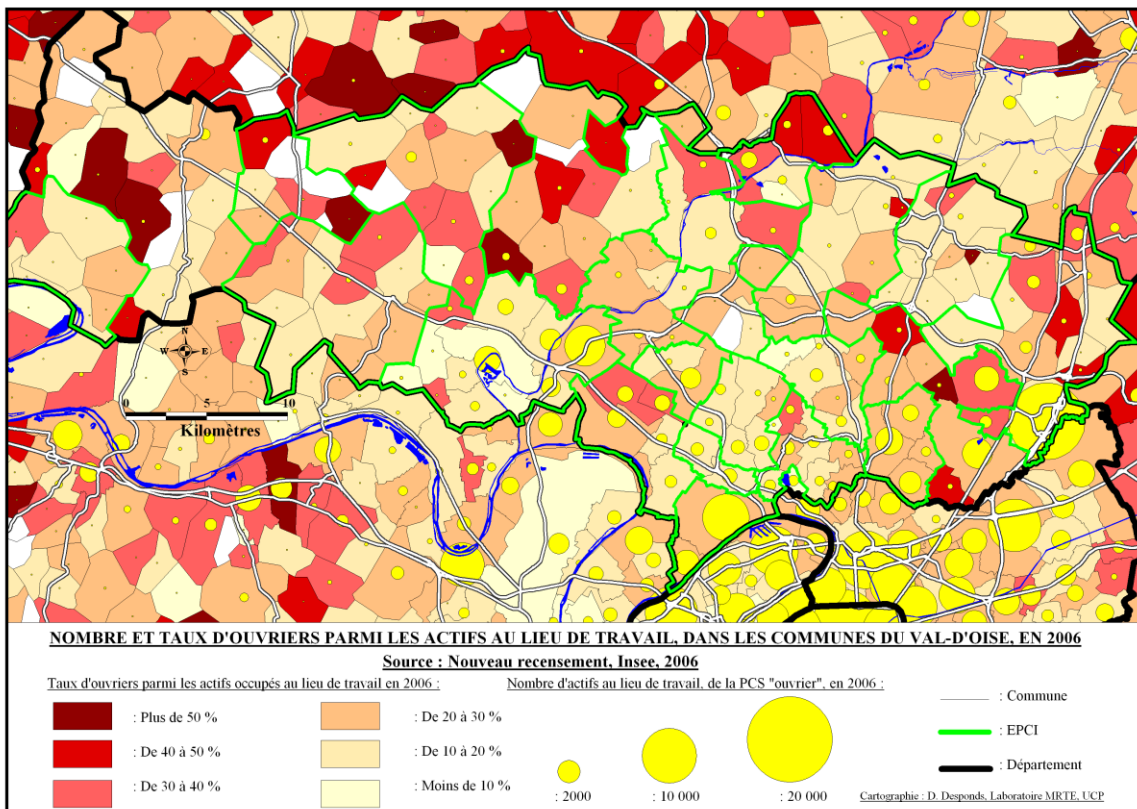 N
W E
S
0 5 10
Kilomètres
NOMBRE ET TAUX D'OUVRIERS PARMI LES ACTIFS AU LIEU DE TRAVAIL, DANS LES COMMUNES DU VAL-D'OISE, EN 2006
Source : Nouveau recensement, Insee, 2006
Taux d'ouvriers parmi les actifs occupés au lieu de travail en 2006 :
: Plus de 50 %
: De 40 à 50 %
: De 30 à 40 %
: De 20 à 30 %
: De 10 à 20 %
: Moins de 10 %
Nombre d'actifs au lieu de travail, de la PCS "ouvrier", en 2006 :
: 2000
: 10 000
: 20 000
: Commune
: EPCI
: Département
Cartographie : D. Desponds, Laboratoire MRTE, UCP